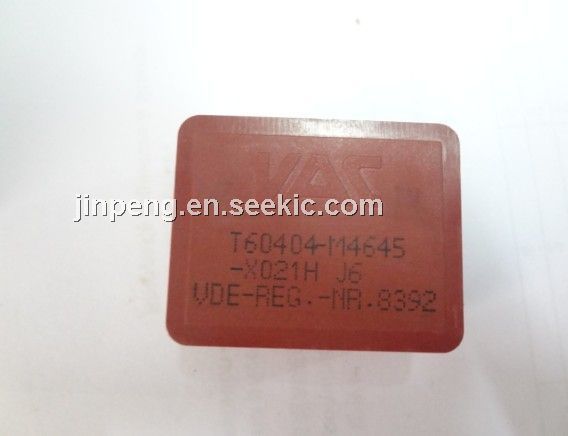 VAC
jinpeng.en.seekic.com
T60404-M4645
-X021H J6
VDE-REG.-NR.8392